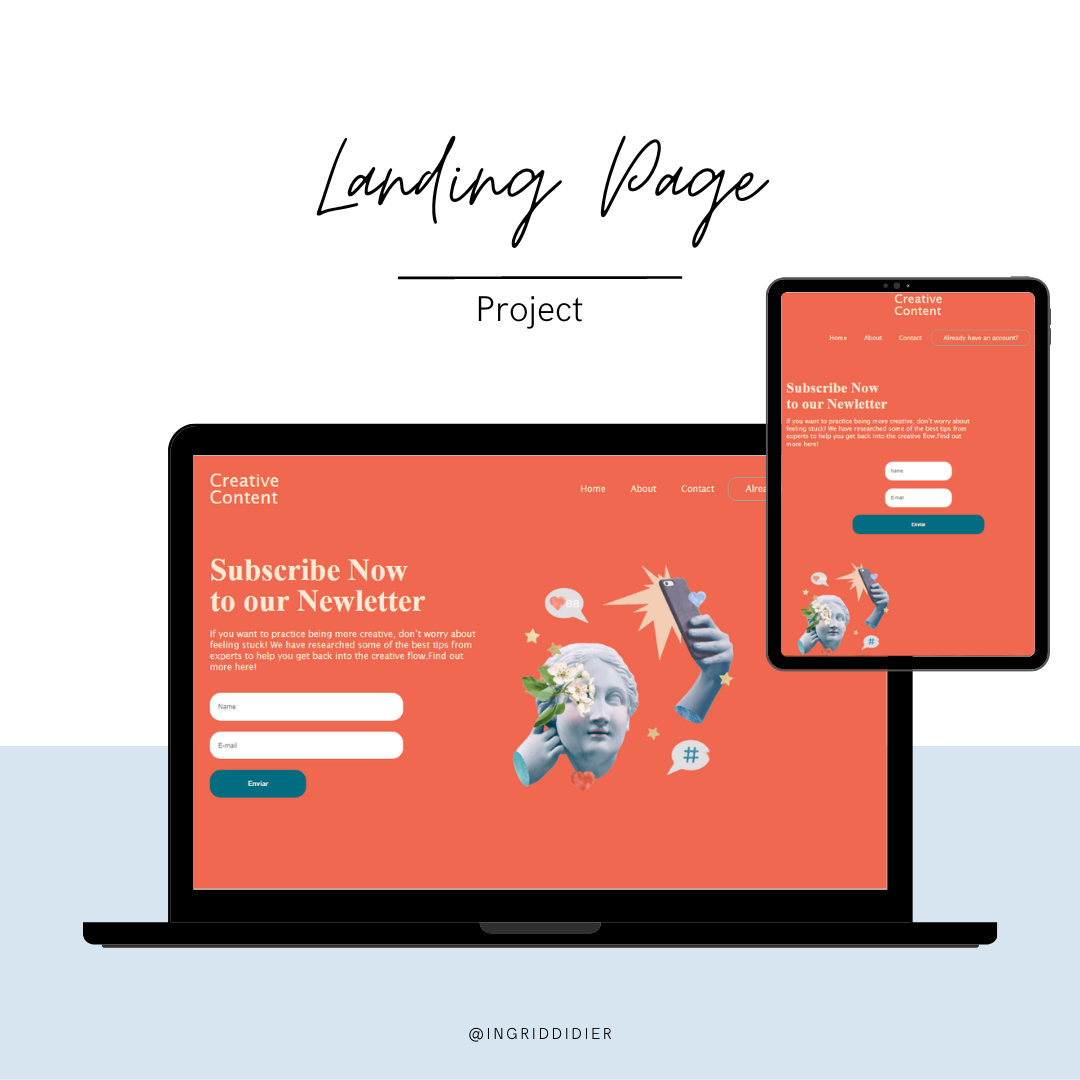 Landing Page
Project
Creative
Content
Home About Contact Already have an account?
Subscribe Now
to our Newletter
If you want to practice being more creative, don't worry about
feeling stuck! We have researched some of the best tips from
experts to help you get back into the creative flow.Find out
more here!
Name
E-mail
Enviar
#
Creative
Content
Home About Contact Alrea
Subscribe Now
to our Newletter
If you want to practice being more creative, don't worry about
feeling stuck! We have researched some of the best tips from
experts to help you get back into the creative flow.Find out
more here!
Name
E-mail
Enviar
88
#
@INGRIDDIDIER